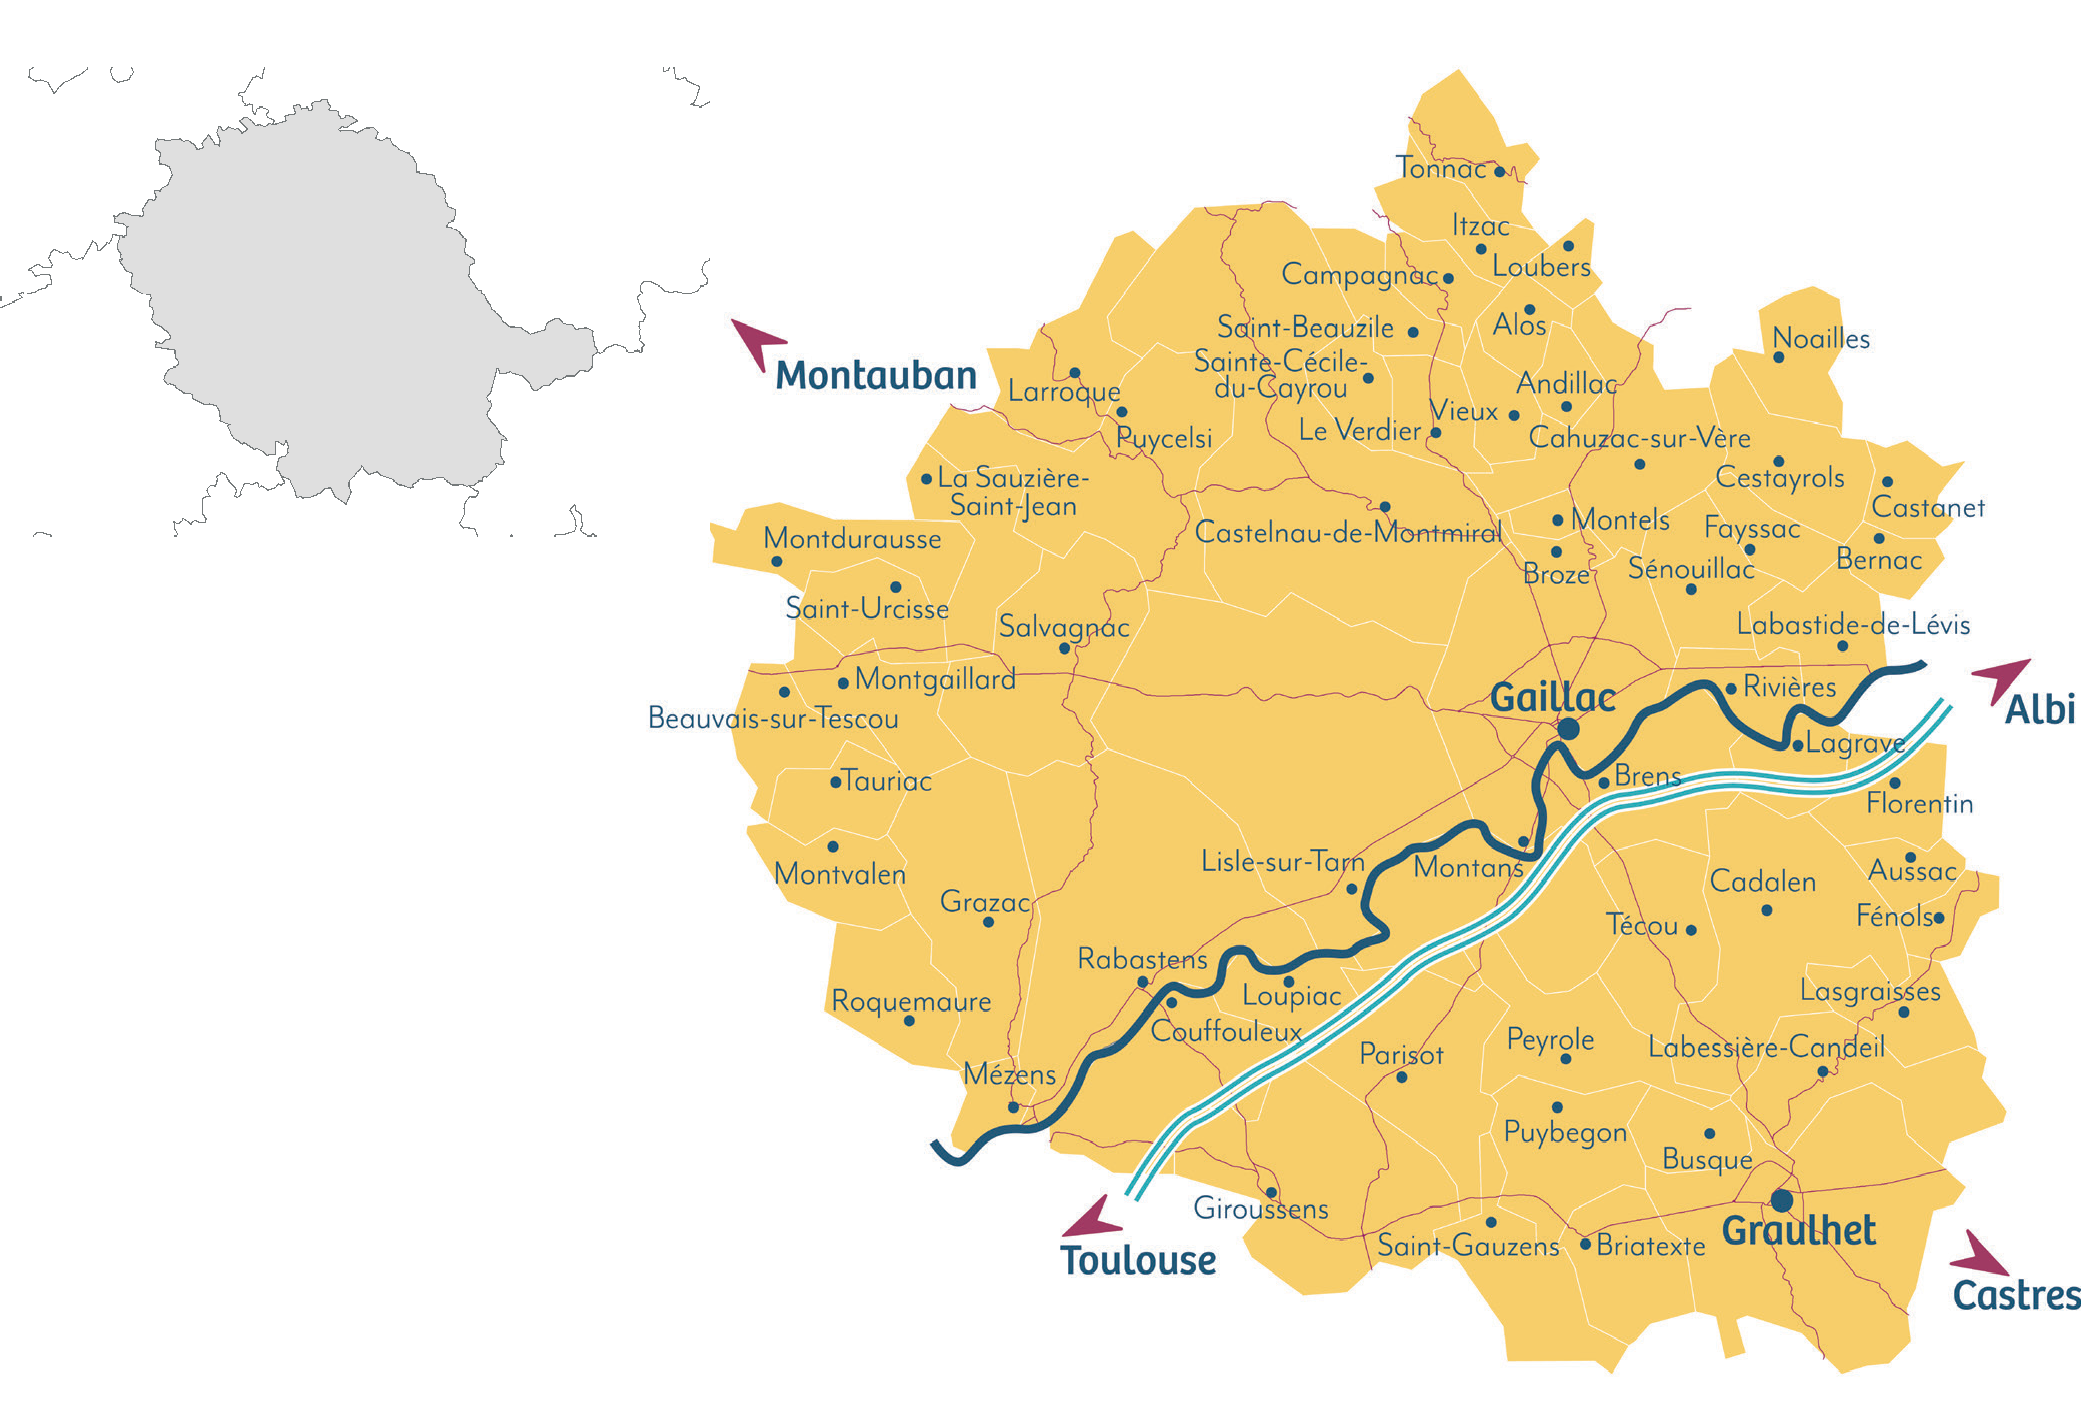 Tonnac
Itzac
Loubers
Campagnac
Alos
Saint-Beauzile
Noailles
Montauban
Sainte-Cécile-
du-Cayrou
Larroque
Andillac
Vieux
Le Verdier
Puycelsi
Cahuzac-sur-Vère
La Sauzière-
Saint-Jean
Cestayrols
Castanet
Castelnau-de-Montmiral
Montels
Fayssac
Montdurausse
Bernac
Broze
Sénouillac
Saint-Urcisse
Salvagnac
Labastide-de-Lévis
Montgaillard
Gaillac
Rivières
Albi
Beauvais-sur-Tescou
Lagrave
Tauriac
Brens
Florentin
Lisle-sur-Tarn
Montans
Montvalen
Cadalen
Aussac
Grazac
Técou
Fénols
Rabastens
Loupiac
Roquemaure
Lasgraisses
Couffouleux
Peyrole
Parisot
Labessière-Candeil
Mézens
Puybegon
Busque
Giroussens
Graulhet
Saint-Gauzens
Briatexte
Toulouse
Castres